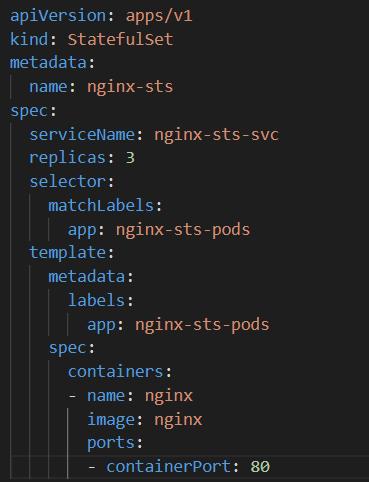 apiVersion: apps/v1
kind: StatefulSet
metadata:
  name: nginx-sts
spec:
  serviceName: nginx-sts-svc
  replicas: 3
  selector:
    matchLabels:
      app: nginx-sts-pods
  template:
    metadata:
      labels:
        app: nginx-sts-pods
    spec:
      containers:
      - name: nginx
        image: nginx
        ports:
        - containerPort: 80